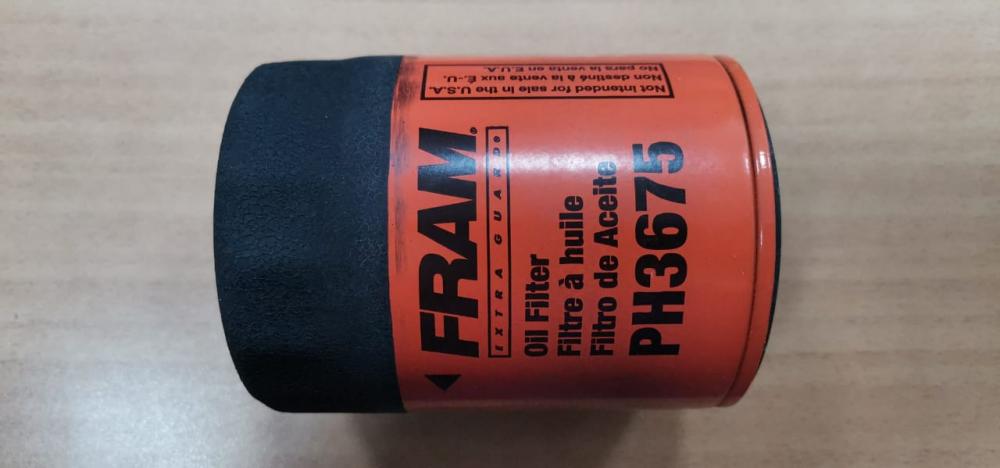 FRAM®
EXTRA GUARD®
Oil Filter
Filtre à huile
Filtro de Aceite
PH3675
Not intended for sale in the U.S.A.
Non destiné à la vente aux É.-U.
No para la venta en E.U.A.